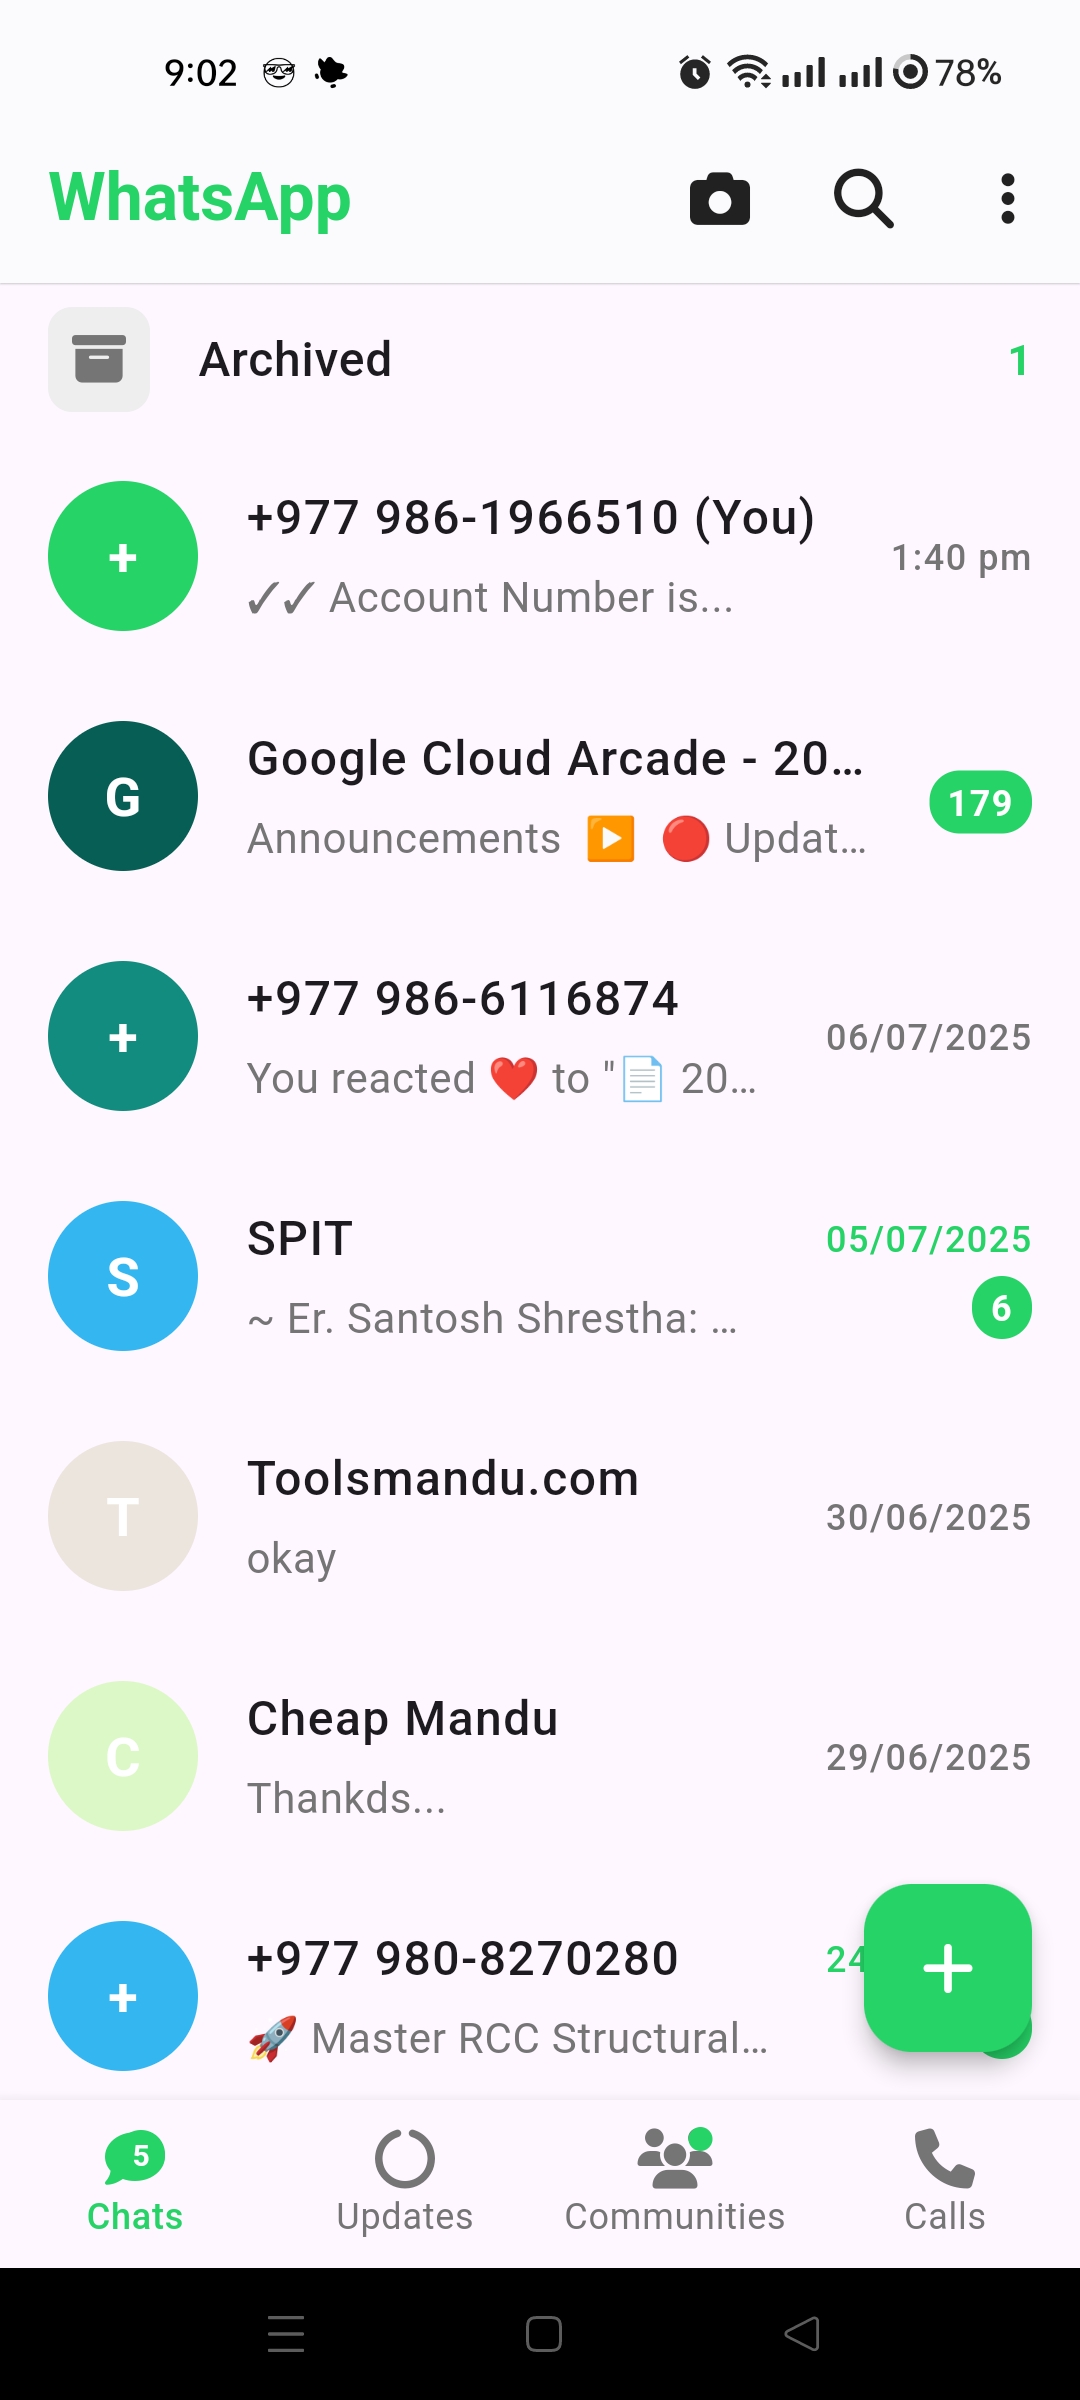 9:02
78%
WhatsApp
Archived
1
+977 986-1966510 (You)
1:40 pm
✓✓ Account Number is...
G
Google Cloud Arcade - 20...
179
Announcements ▶️ 🔴 Updat...
+977 986-6116874
06/07/2025
You reacted ❤️ to "📄 20...
S
SPIT
05/07/2025
~ Er. Santosh Shrestha: ...
6
T
Toolsmandu.com
30/06/2025
okay
C
Cheap Mandu
29/06/2025
Thankds...
+977 980-8270280
24
🚀 Master RCC Structural...
5
Chats
Updates
Communities
Calls